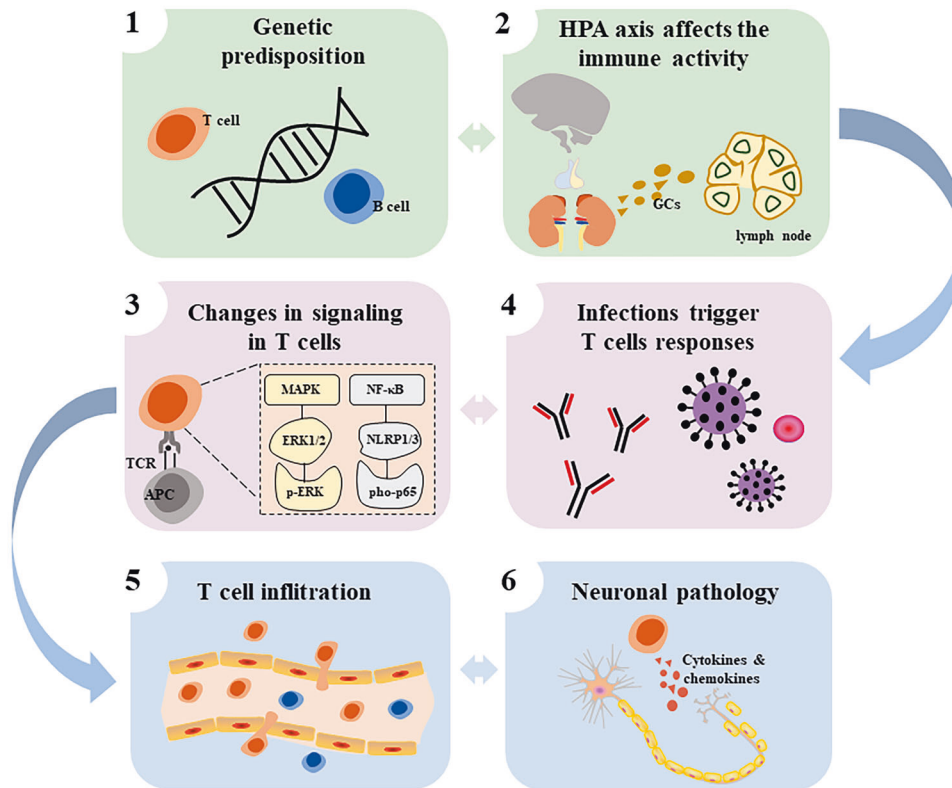 1
Genetic
predisposition
T cell
B cell
2
HPA axis affects the
immune activity
GCs
lymph node
3
Changes in signaling
in T cells
TCR
APC
MAPK
NF-κB
ERK1/2
NLRP1/3
p-ERK
pho-p65
4
Infections trigger
T cells responses
5
T cell inflitration
6
Neuronal pathology
Cytokines &
chemokines